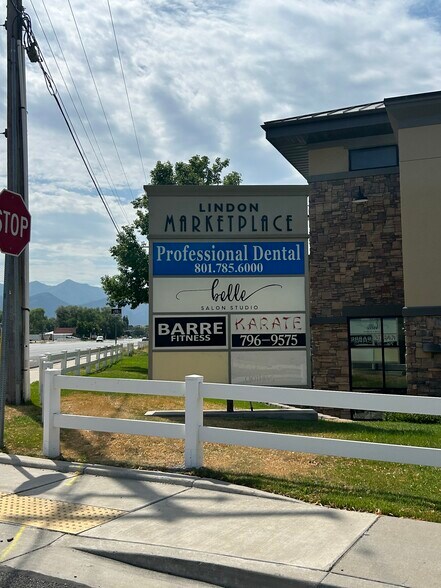 STOP
LINDON
MARKETPLACE
Professional Dental
801.785.6000
belle
SALON STUDIO
BARRE
FITNESS
KARATE
796-9575